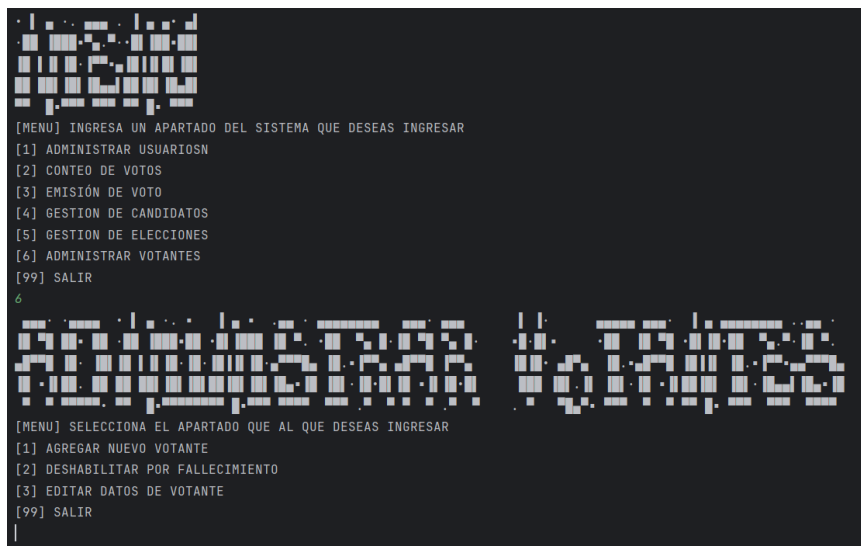 MENU
[MENU] INGRESA UN APARTADO DEL SISTEMA QUE DESEAS INGRESAR
[1] ADMINISTRAR USUARIOSN
[2] CONTEO DE VOTOS
[3] EMISIÓN DE VOTO
[4] GESTION DE CANDIDATOS
[5] GESTION DE ELECCIONES
[6] ADMINISTRAR VOTANTES
[99] SALIR
6
ADMINISTRAR VOTANTES
[MENU] SELECCIONA EL APARTADO QUE AL QUE DESEAS INGRESAR
[1] AGREGAR NUEVO VOTANTE
[2] DESHABILITAR POR FALLECIMIENTO
[3] EDITAR DATOS DE VOTANTE
[99] SALIR